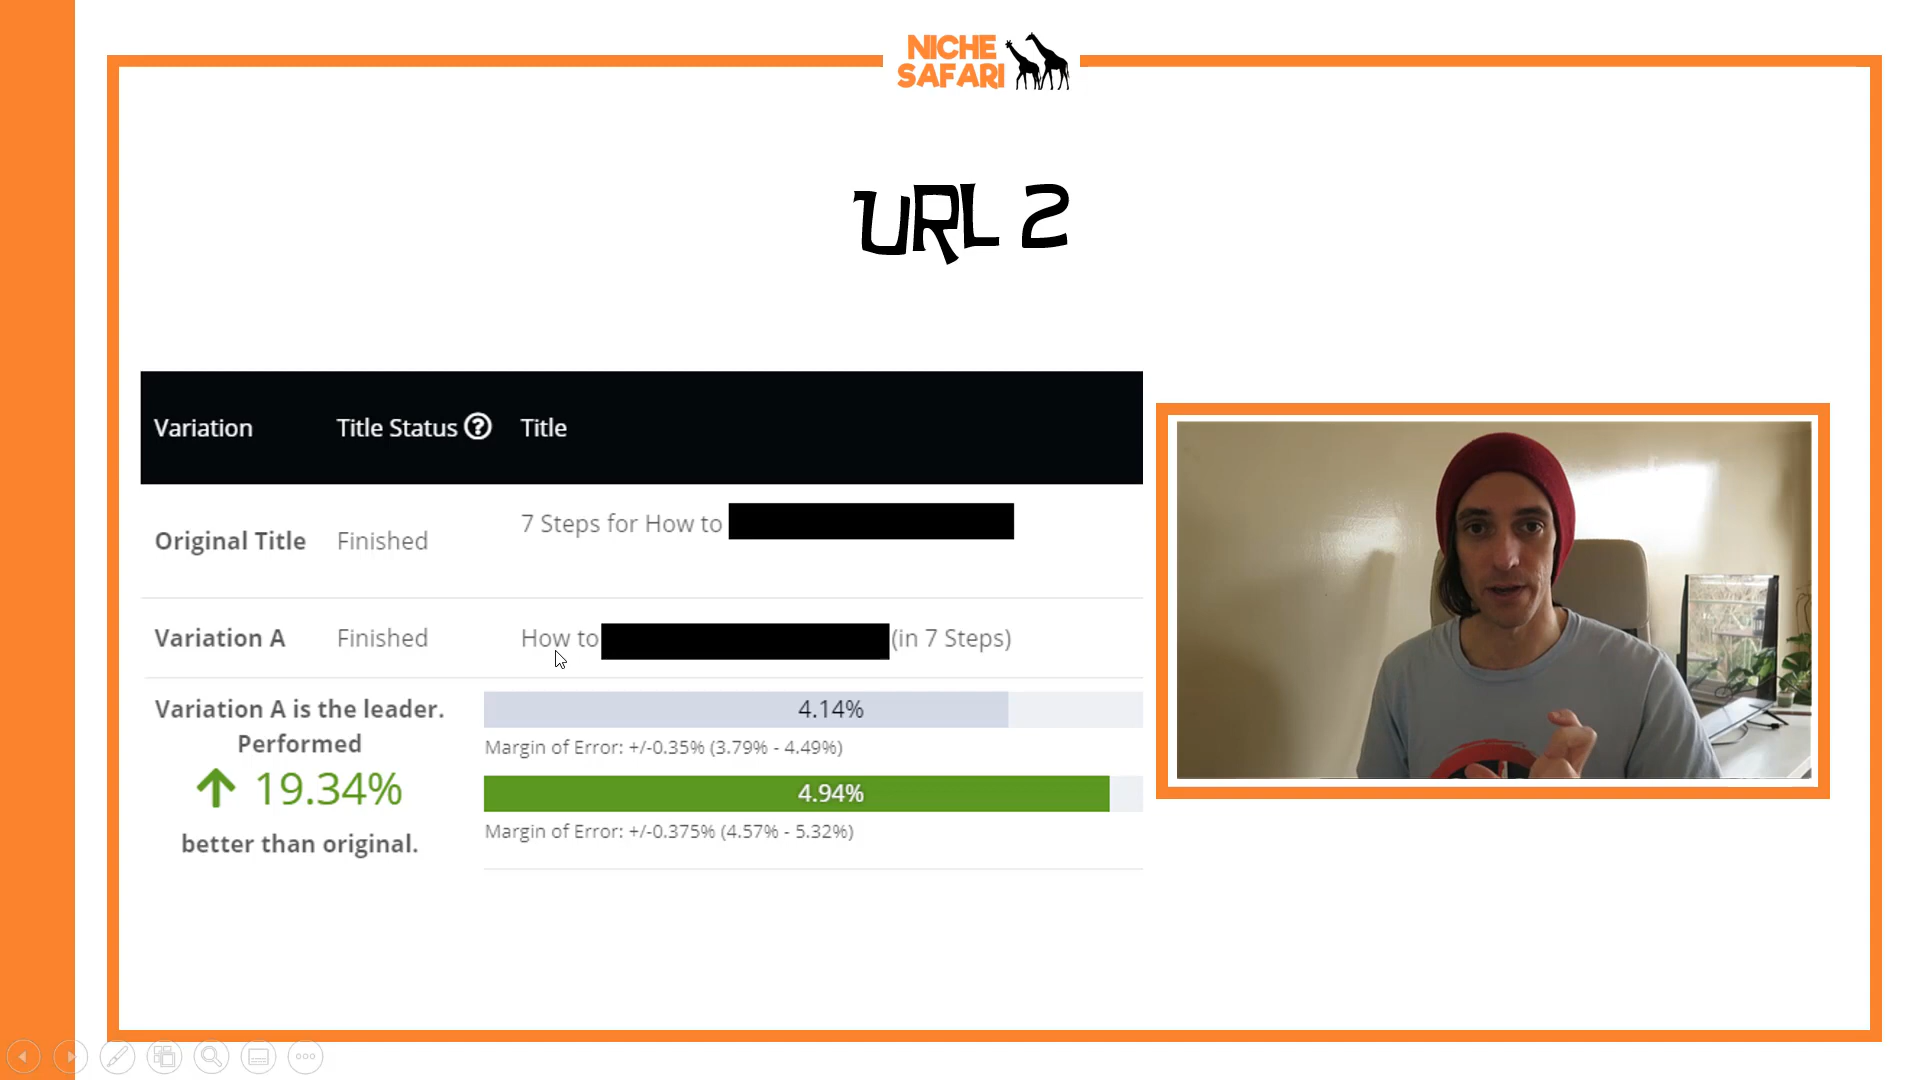 NICHE
SAFARI
URL 2
Variation Title Status ? Title
Original Title Finished 7 Steps for How to
Variation A Finished How to (in 7 Steps)
Variation A is the leader.
Performed
19.34%
better than original.
4.14%
Margin of Error: +/-0.35% (3.79% - 4.49%)
4.94%
Margin of Error: +/-0.375% (4.57% - 5.32%)